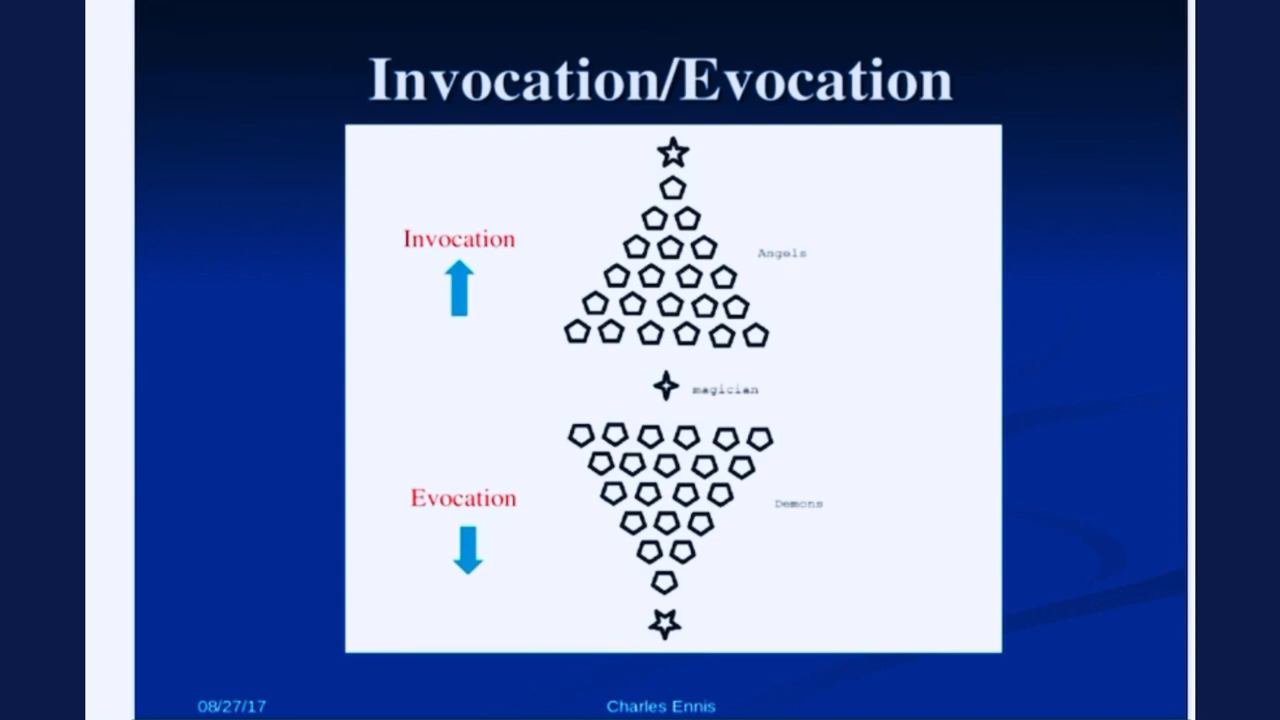 Invocation/Evocation
Invocation
Angels
magician
Evocation
Demons
08/27/17
Charles Ennis